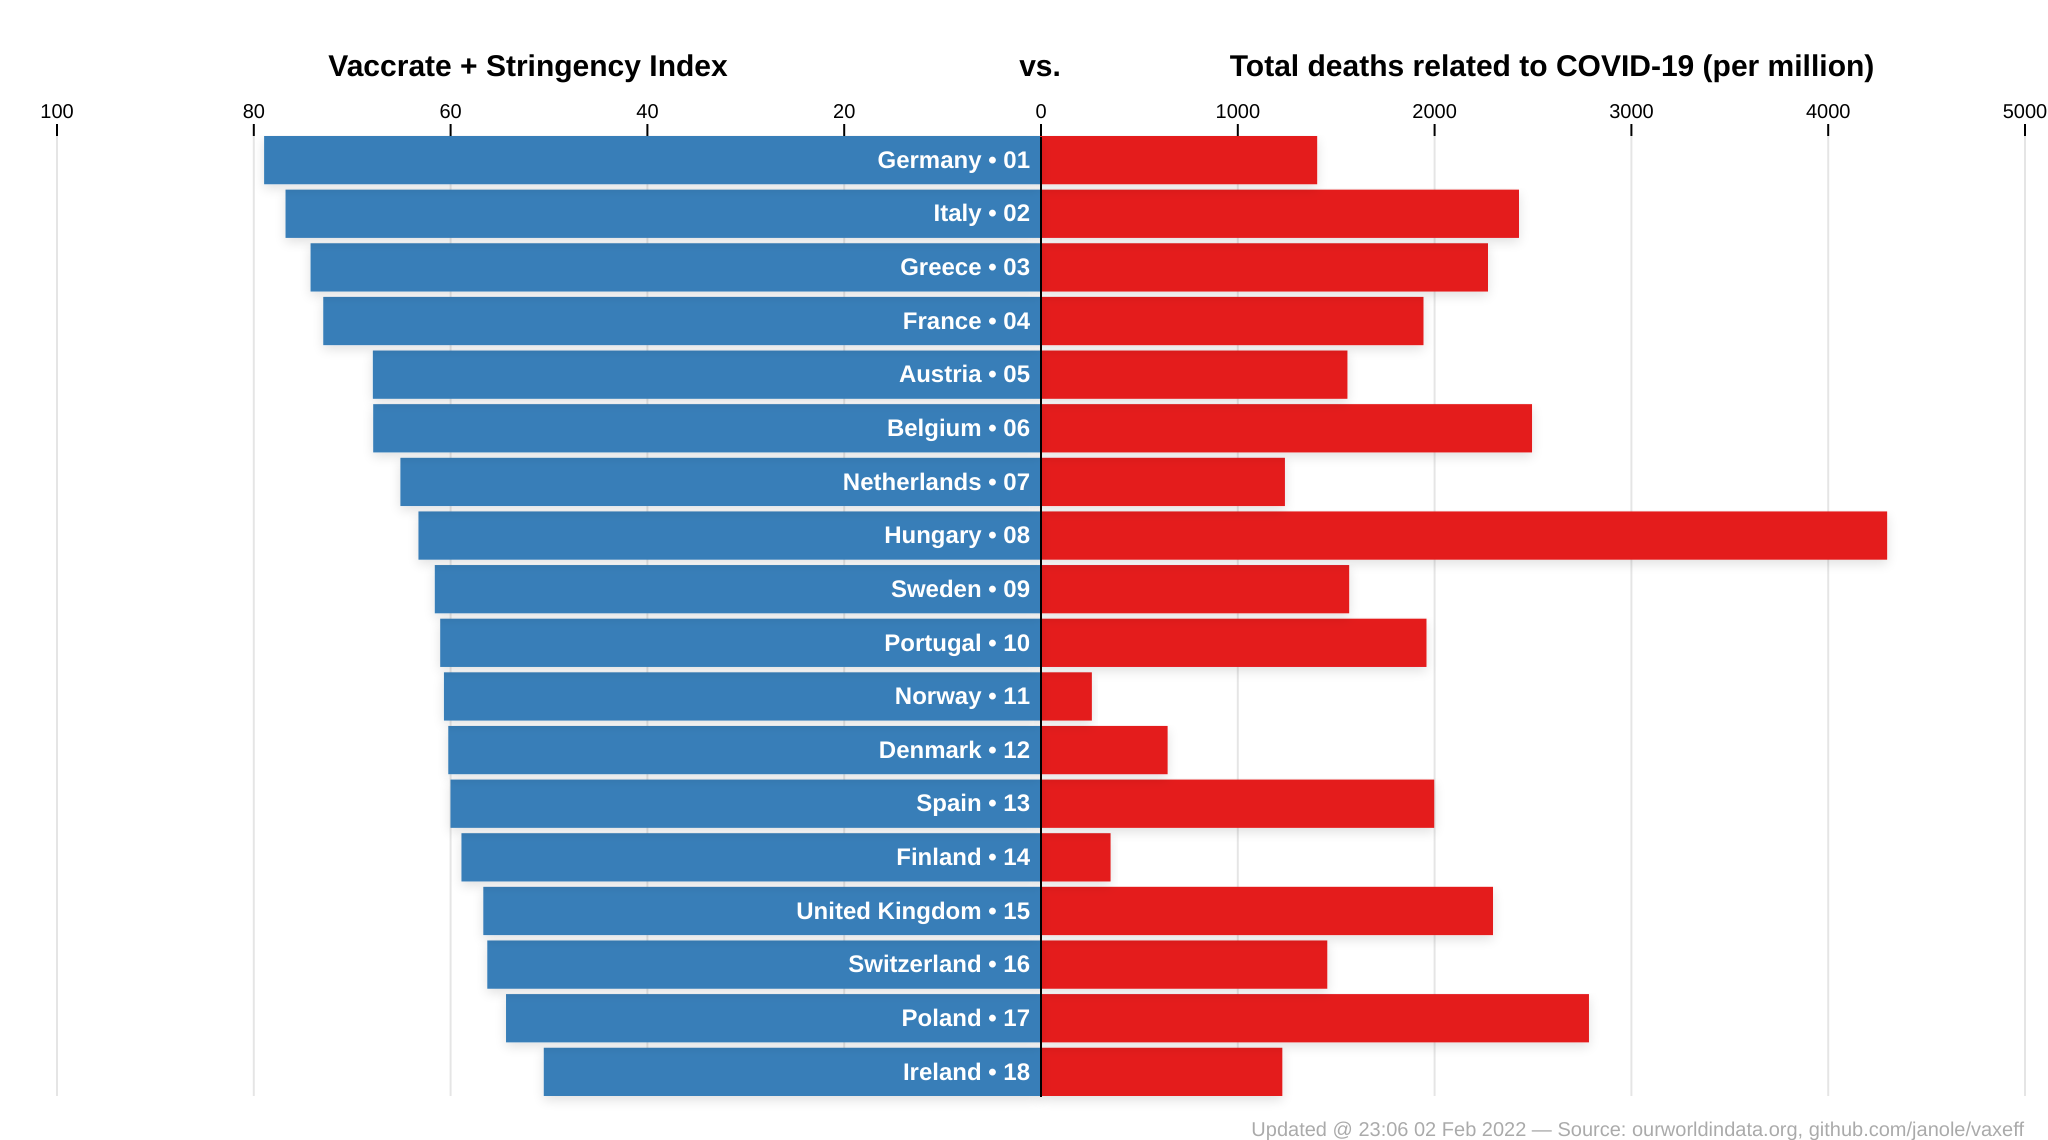 Vaccrate + Stringency Index vs. Total deaths related to COVID-19 (per million)
100 80 60 40 20 0 1000 2000 3000 4000 5000
Germany • 01
Italy • 02
Greece • 03
France • 04
Austria • 05
Belgium • 06
Netherlands • 07
Hungary • 08
Sweden • 09
Portugal • 10
Norway • 11
Denmark • 12
Spain • 13
Finland • 14
United Kingdom • 15
Switzerland • 16
Poland • 17
Ireland • 18
Updated @ 23:06 02 Feb 2022 — Source: ourworldindata.org, github.com/janole/vaxeff